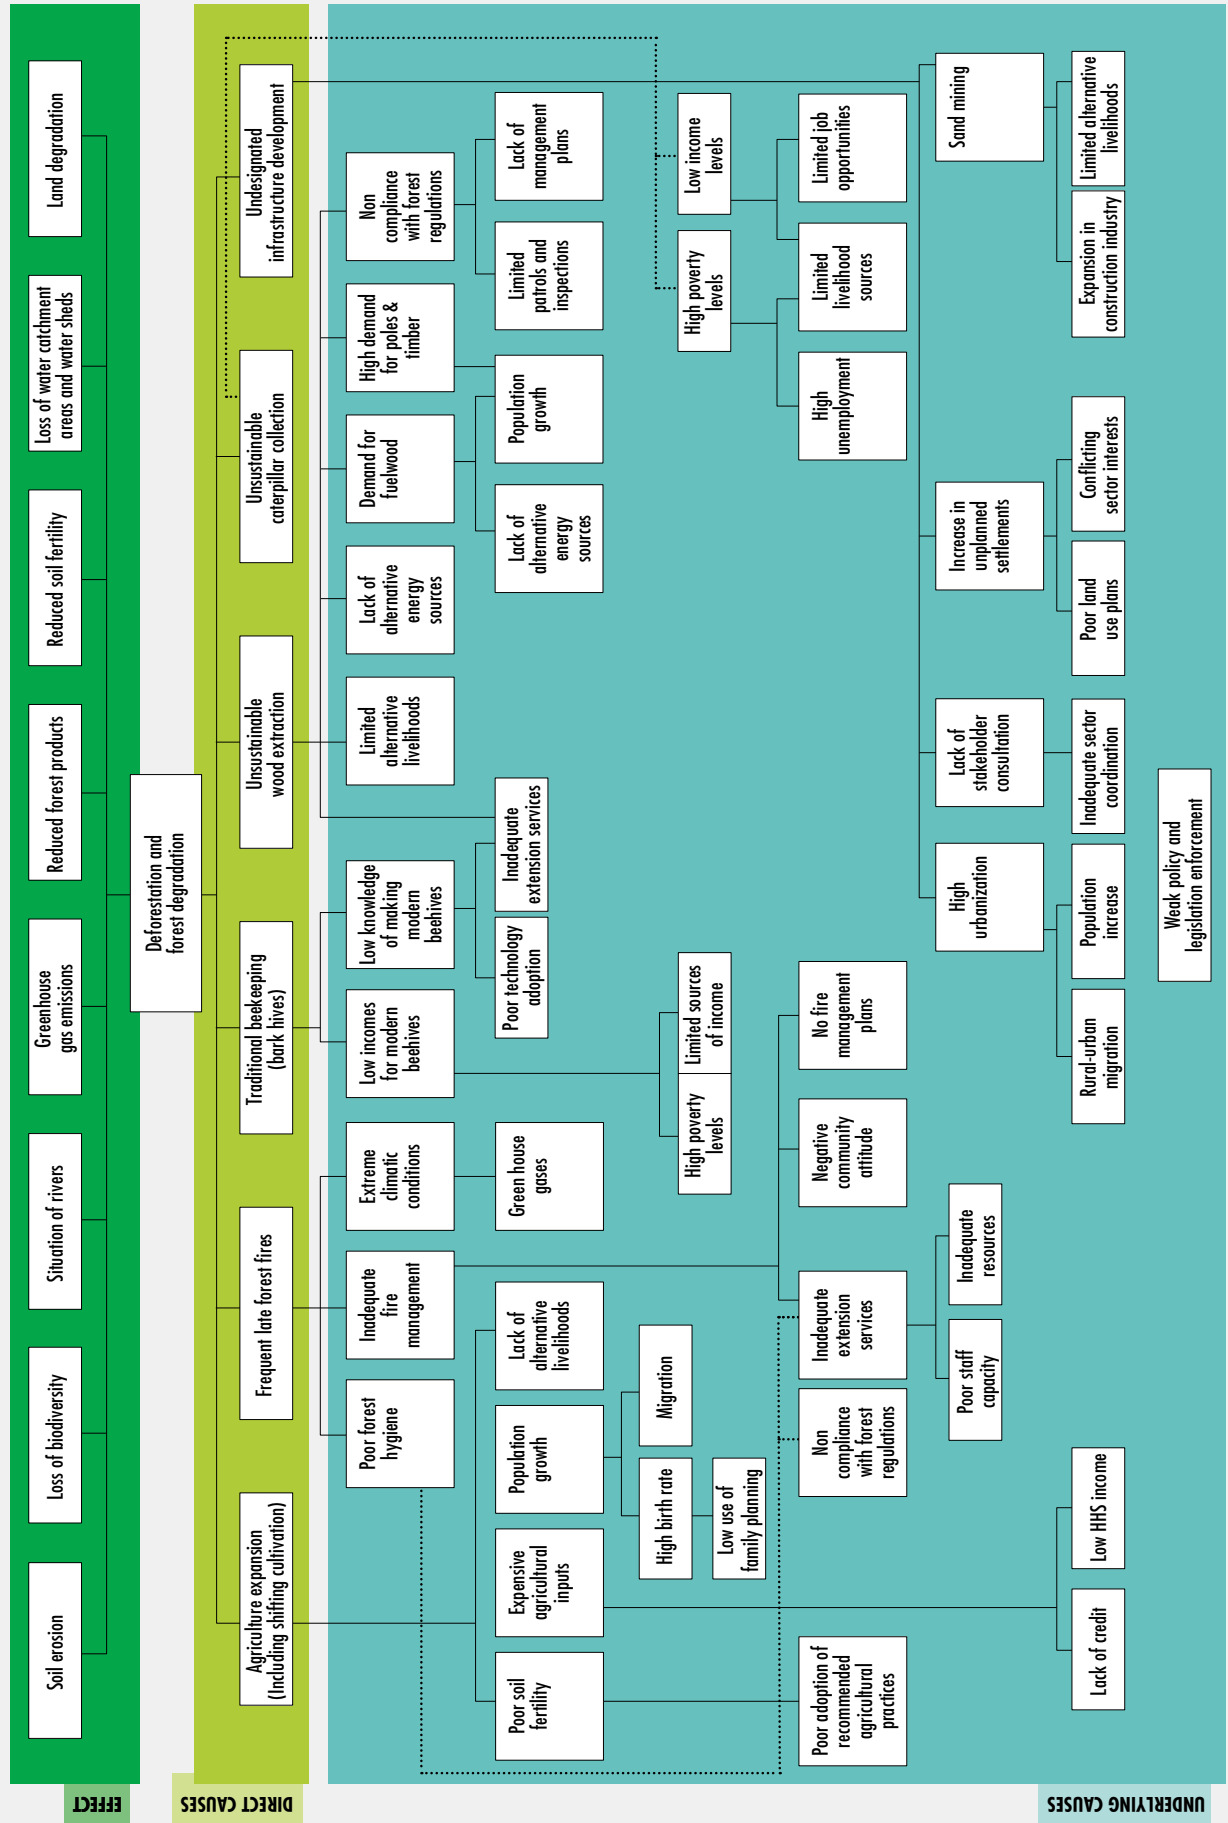 EFFECT
Soil erosion
Loss of biodiversity
Situation of rivers
Greenhouse
gas emissions
Reduced forest products
Reduced soil fertility
Loss of water catchment
areas and water sheds
Land degradation
Deforestation and
forest degradation
DIRECT CAUSES
Agriculture expansion
(Including shifting cultivation)
Frequent late forest fires
Traditional beekeeping
(bark hives)
Unsustainable
wood extraction
Unsustainable
caterpillar collection
Undesignated
infrastructure development
UNDERLYING CAUSES
Poor forest
hygiene
Inadequate
fire
management
Extreme
climatic
conditions
Low incomes
for modern
beehives
Low knowledge
of making
modern
beehives
Limited
alternative
livelihoods
Lack of
alternative
energy
sources
Demand for
fuelwood
High demand
for poles &
timber
Non
compliance
with forest
regulations
Poor soil
fertility
Expensive
agricultural
inputs
Population
growth
Lack of
alternative
livelihoods
Green house
gases
Poor technology
adoption
Inadequate
extension services
Lack of
alternative
energy
sources
Population
growth
Limited
patrols and
inspections
Lack of
management
plans
High birth rate
Migration
High poverty
levels
Limited sources
of income
High poverty
levels
Low income
levels
Low use of
family planning
Poor adoption of
recommended
agricultural
practices
Non
compliance
with forest
regulations
Inadequate
extension
services
Negative
community
attitude
No fire
management
plans
High
unemployment
Limited
livelihood
sources
Limited job
opportunities
Poor staff
capacity
Inadequate
resources
High
urbanization
Lack of
stakeholder
consultation
Increase in
unplanned
settlements
Sand mining
Lack of credit
Low HHS income
Rural-urban
migration
Population
increase
Inadequate sector
coordination
Poor land
use plans
Conflicting
sector interests
Expansion in
construction industry
Limited alternative
livelihoods
Weak policy and
legislation enforcement